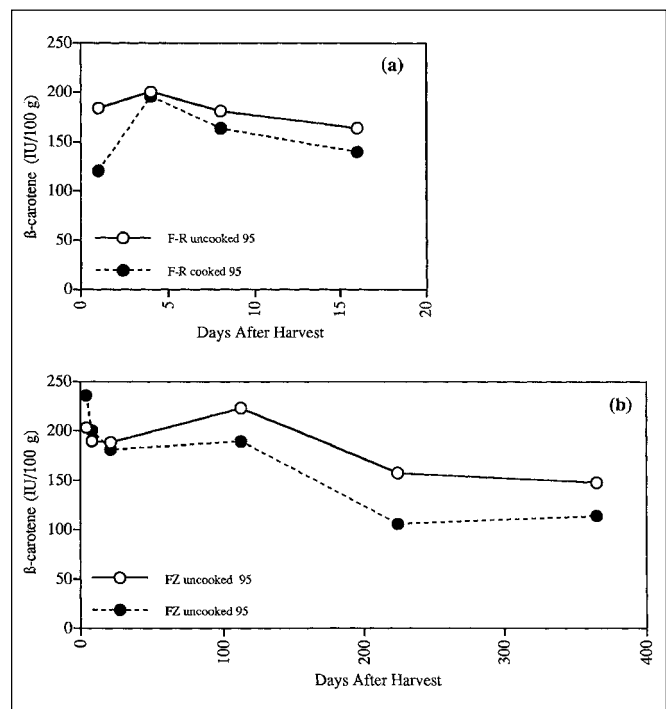 (a)
250
200
150
100
50
0
ß-carotene (IU/100 g)
F-R uncooked 95
F-R cooked 95
0
5
10
15
20
Days After Harvest
(b)
250
200
150
100
50
0
ß-carotene (IU/100 g)
FZ uncooked 95
FZ uncooked 95
0
100
200
300
400
Days After Harvest